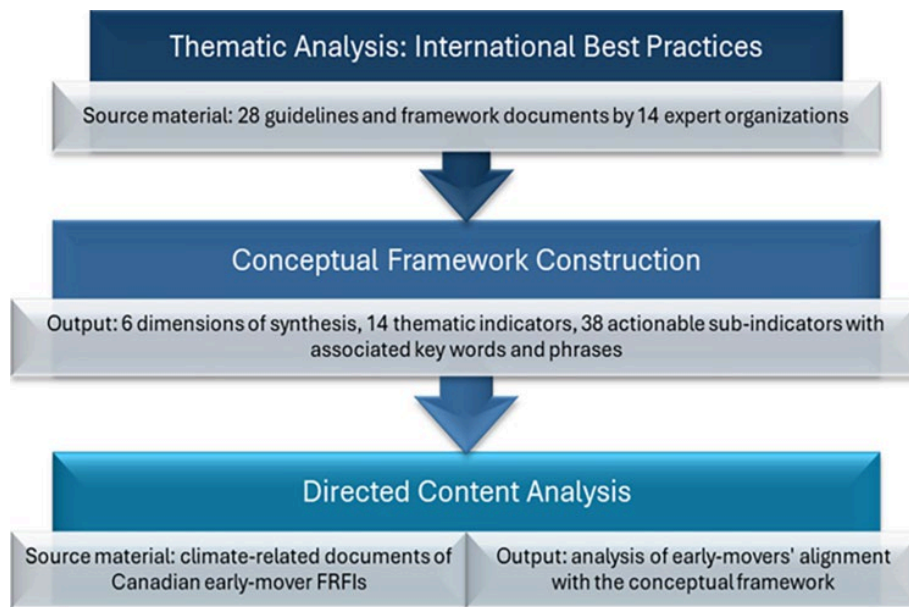 Thematic Analysis: International Best Practices
Source material: 28 guidelines and framework documents by 14 expert organizations
Conceptual Framework Construction
Output: 6 dimensions of synthesis, 14 thematic indicators, 38 actionable sub-indicators with
associated key words and phrases
Directed Content Analysis
Source material: climate-related documents of
Canadian early-mover FRFIs
Output: analysis of early-movers' alignment
with the conceptual framework